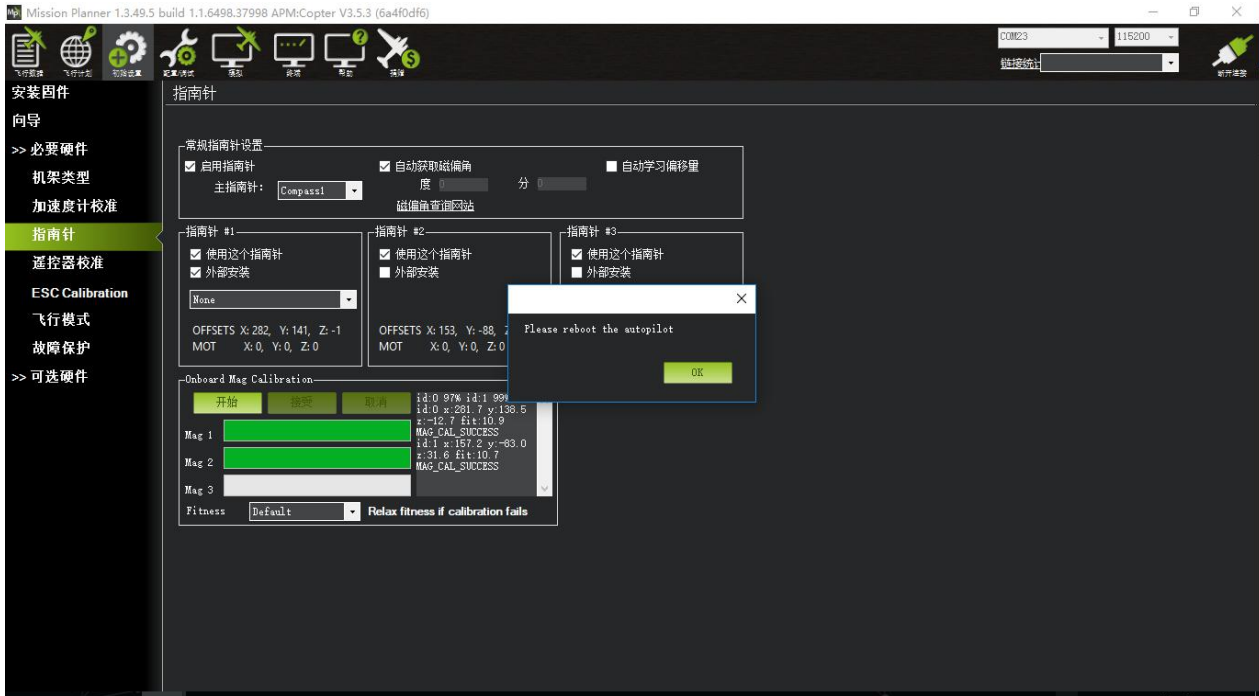 Mission Planner 1.3.49.5 build 1.1.6498.37998 APM:Copter V3.5.3 (6a4f0df6)
飞行数据 飞行计划 初始设置 配置/调试 模拟 终端 帮助 捐赠
COM23 115200
链接统计
断开连接
安装固件
向导
>> 必要硬件
机架类型
加速度计校准
指南针
遥控器校准
ESC Calibration
飞行模式
故障保护
>> 可选硬件
指南针
常规指南针设置
启用指南针 自动获取磁偏角 自动学习偏移量
主指南针: Compass1 度 0 分 0
磁偏角查询网站
指南针 #1
使用这个指南针
外部安装
None
OFFSETS X: 282, Y: 141, Z: -1
MOT X: 0, Y: 0, Z: 0
指南针 #2
使用这个指南针
外部安装
OFFSETS X: 153, Y: -88, Z
MOT X: 0, Y: 0, Z: 0
指南针 #3
使用这个指南针
外部安装
Please reboot the autopilot
OK
Onboard Mag Calibration
开始 接受 取消
Mag 1
Mag 2
Mag 3
id:0 97% id:1 99%
id:0 x:281.7 y:138.5
z:-12.7 fit:10.9
MAG_CAL_SUCCESS
id:1 x:157.2 y:-83.0
z:31.6 fit:10.7
MAG_CAL_SUCCESS
Fitness Default Relax fitness if calibration fails